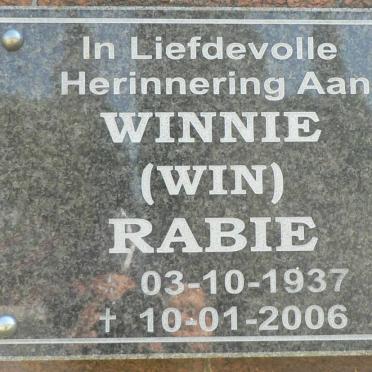 In Liefdevolle
Herinnering Aan
WINNIE
(WIN)
RABIE
* 03-10-1937
† 10-01-2006